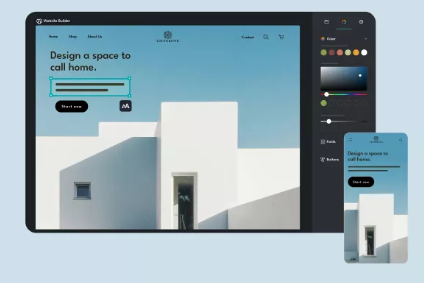 Website Builder
Home Shop About Us
Contact
Design a space to
call home.
Start now
AA
Color
Fonts
Buttons
Design a space to
call home.
Start now